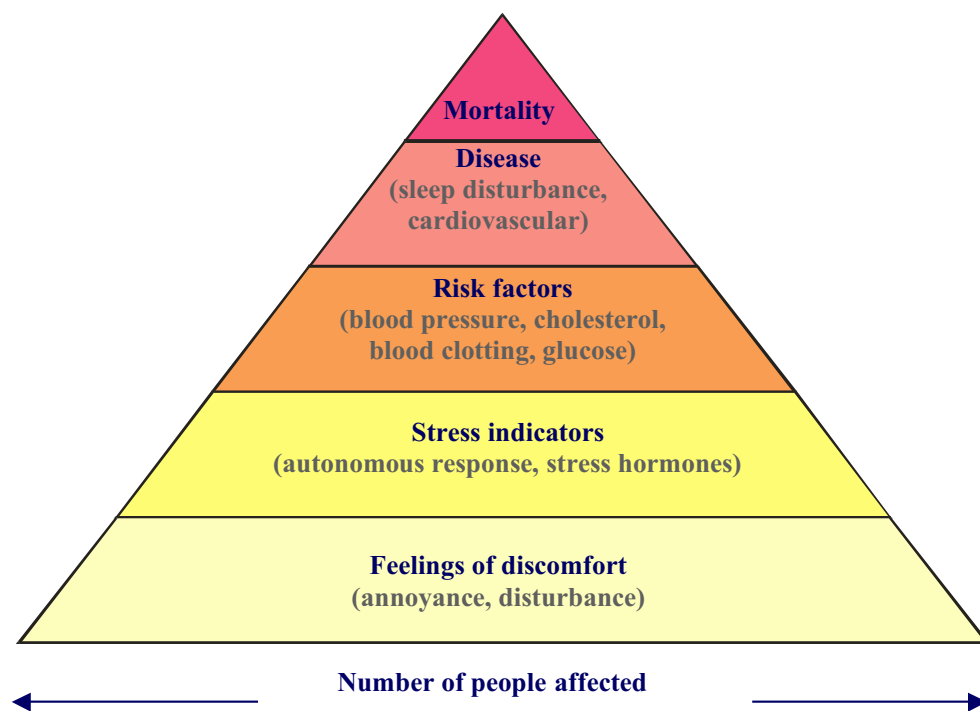 Mortality
Disease
(sleep disturbance,
cardiovascular)
Risk factors
(blood pressure, cholesterol,
blood clotting, glucose)
Stress indicators
(autonomous response, stress hormones)
Feelings of discomfort
(annoyance, disturbance)
Number of people affected